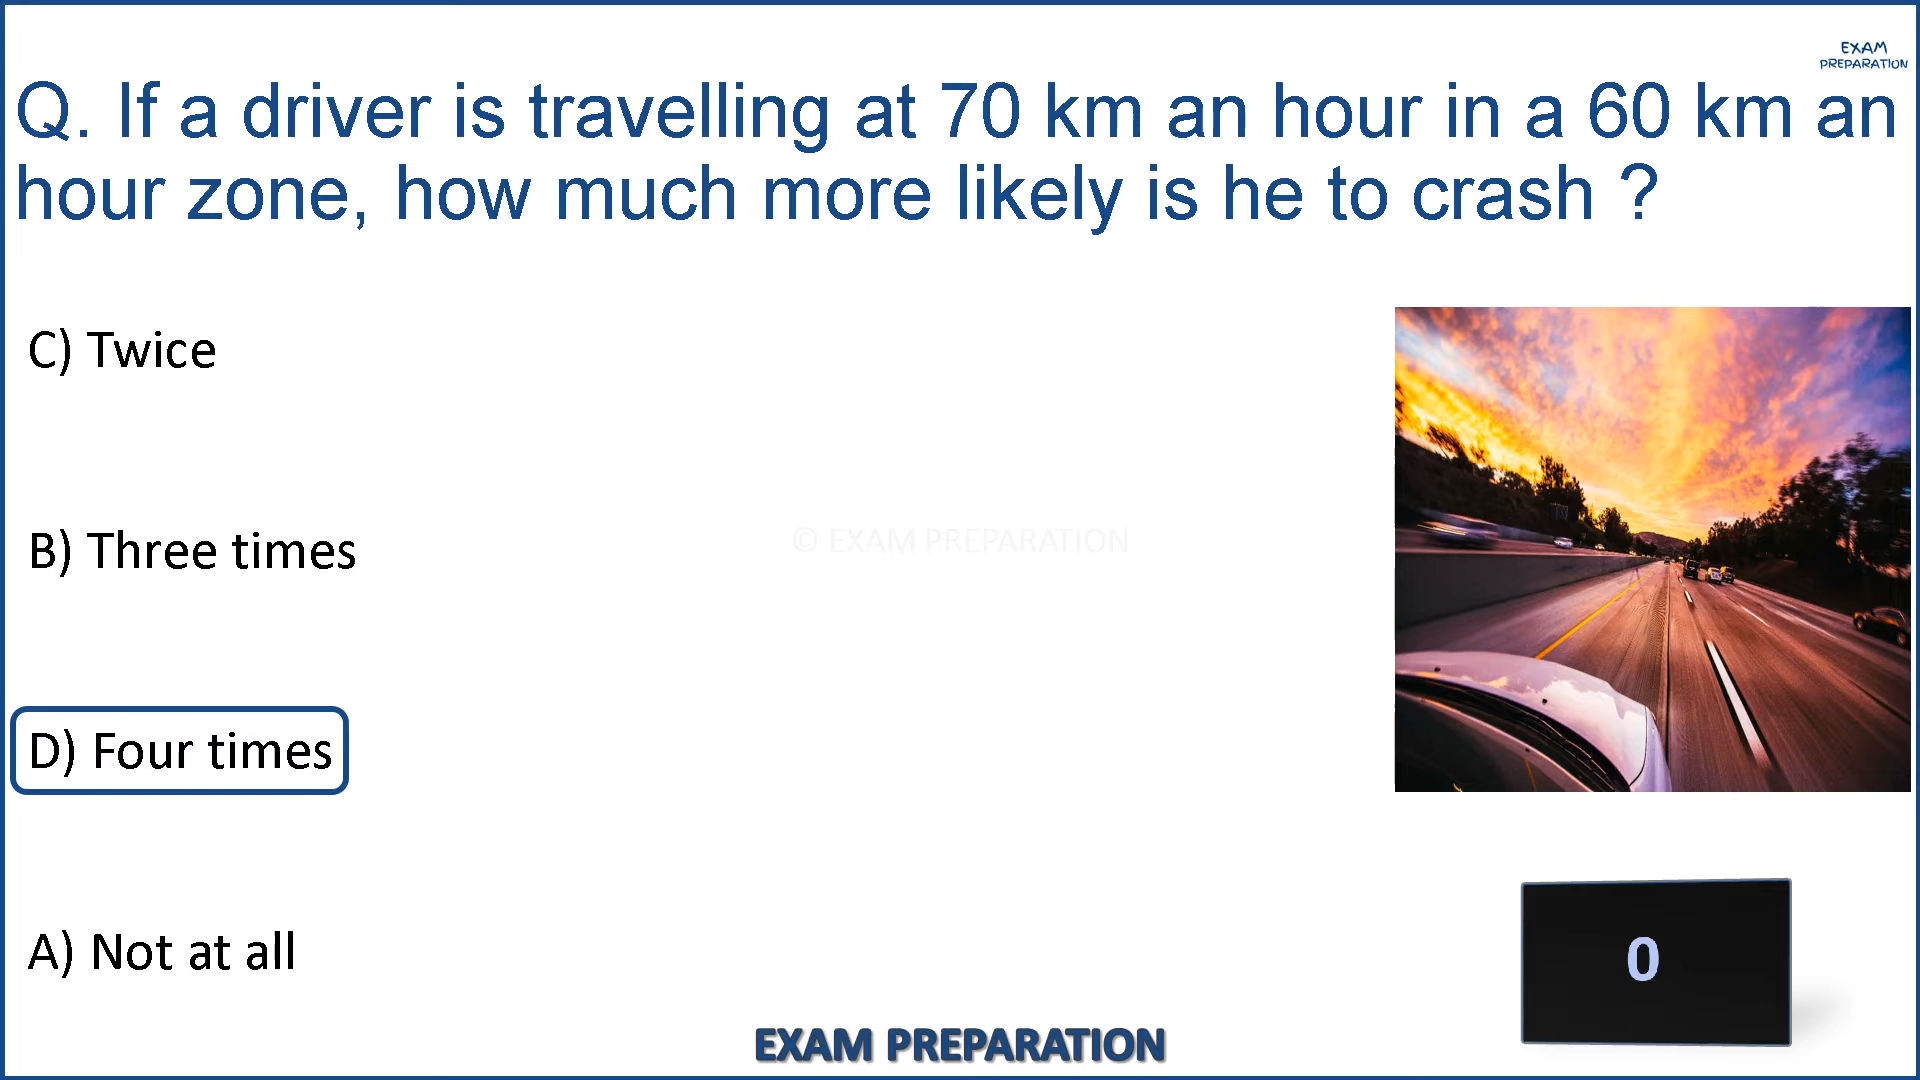 EXAM
PREPARATION
Q. If a driver is travelling at 70 km an hour in a 60 km an
hour zone, how much more likely is he to crash ?
C) Twice
B) Three times
© EXAM PREPARATION
D) Four times
A) Not at all
0
EXAM PREPARATION